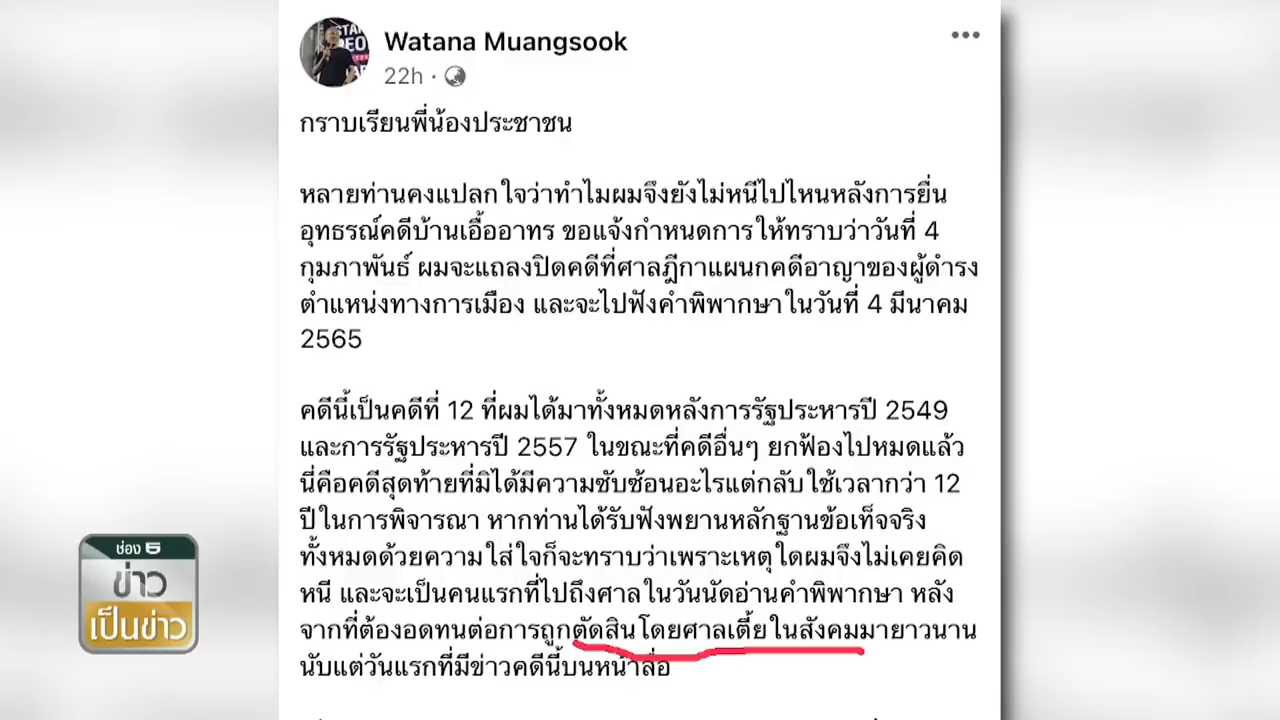 Watana Muangsook
22h ·
กราบเรียนพี่น้องประชาชน
หลายท่านคงแปลกใจว่าทำไมผมจึงยังไม่หนีไปไหนหลังการยื่น
อุทธรณ์คดีบ้านเอื้ออาทร ขอแจ้งกำหนดการให้ทราบว่าวันที่ 4
กุมภาพันธ์ ผมจะแถลงปิดคดีที่ศาลฎีกาแผนกคดีอาญาของผู้ดำรง
ตำแหน่งทางการเมือง และจะไปฟังคำพิพากษาในวันที่ 4 มีนาคม
2565
คดีนี้เป็นคดีที่ 12 ที่ผมได้มาทั้งหมดหลังการรัฐประหารปี 2549
และการรัฐประหารปี 2557 ในขณะที่คดีอื่นๆ ยกฟ้องไปหมดแล้ว
นี่คือคดีสุดท้ายที่มิได้มีความซับซ้อนอะไรแต่กลับใช้เวลากว่า 12
ปีในการพิจารณา หากท่านได้รับฟังพยานหลักฐานข้อเท็จจริง
ทั้งหมดด้วยความใส่ใจก็จะทราบว่าเพราะเหตุใดผมจึงไม่เคยคิด
หนี และจะเป็นคนแรกที่ไปถึงศาลในวันนัดอ่านคำพิพากษา หลัง
จากที่ต้องอดทนต่อการถูกตัดสินโดยศาลเตี้ยในสังคมมายาวนาน
นับแต่วันแรกที่มีข่าวคดีนี้บนหน้าสื่อ
ช่อง 5
ข่าว
เป็นข่าว